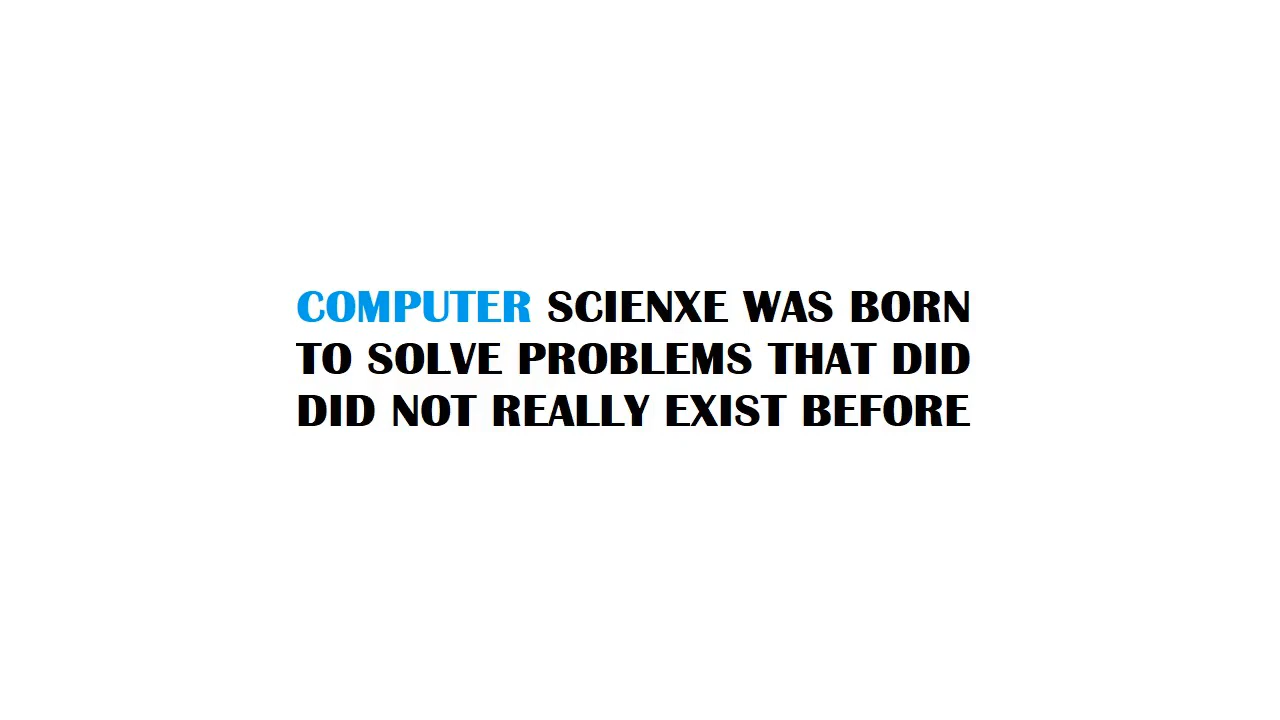 COMPUTER SCIENXE WAS BORN
TO SOLVE PROBLEMS THAT DID
DID NOT REALLY EXIST BEFORE